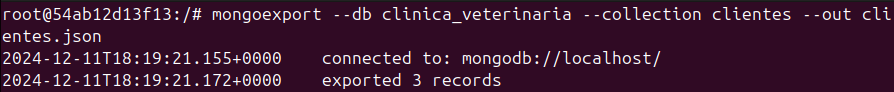 root@54ab12d13f13:/# mongoexport --db clinica_veterinaria --collection clientes --out cli
entes.json
2024-12-11T18:19:21.155+0000    connected to: mongodb://localhost/
2024-12-11T18:19:21.172+0000    exported 3 records